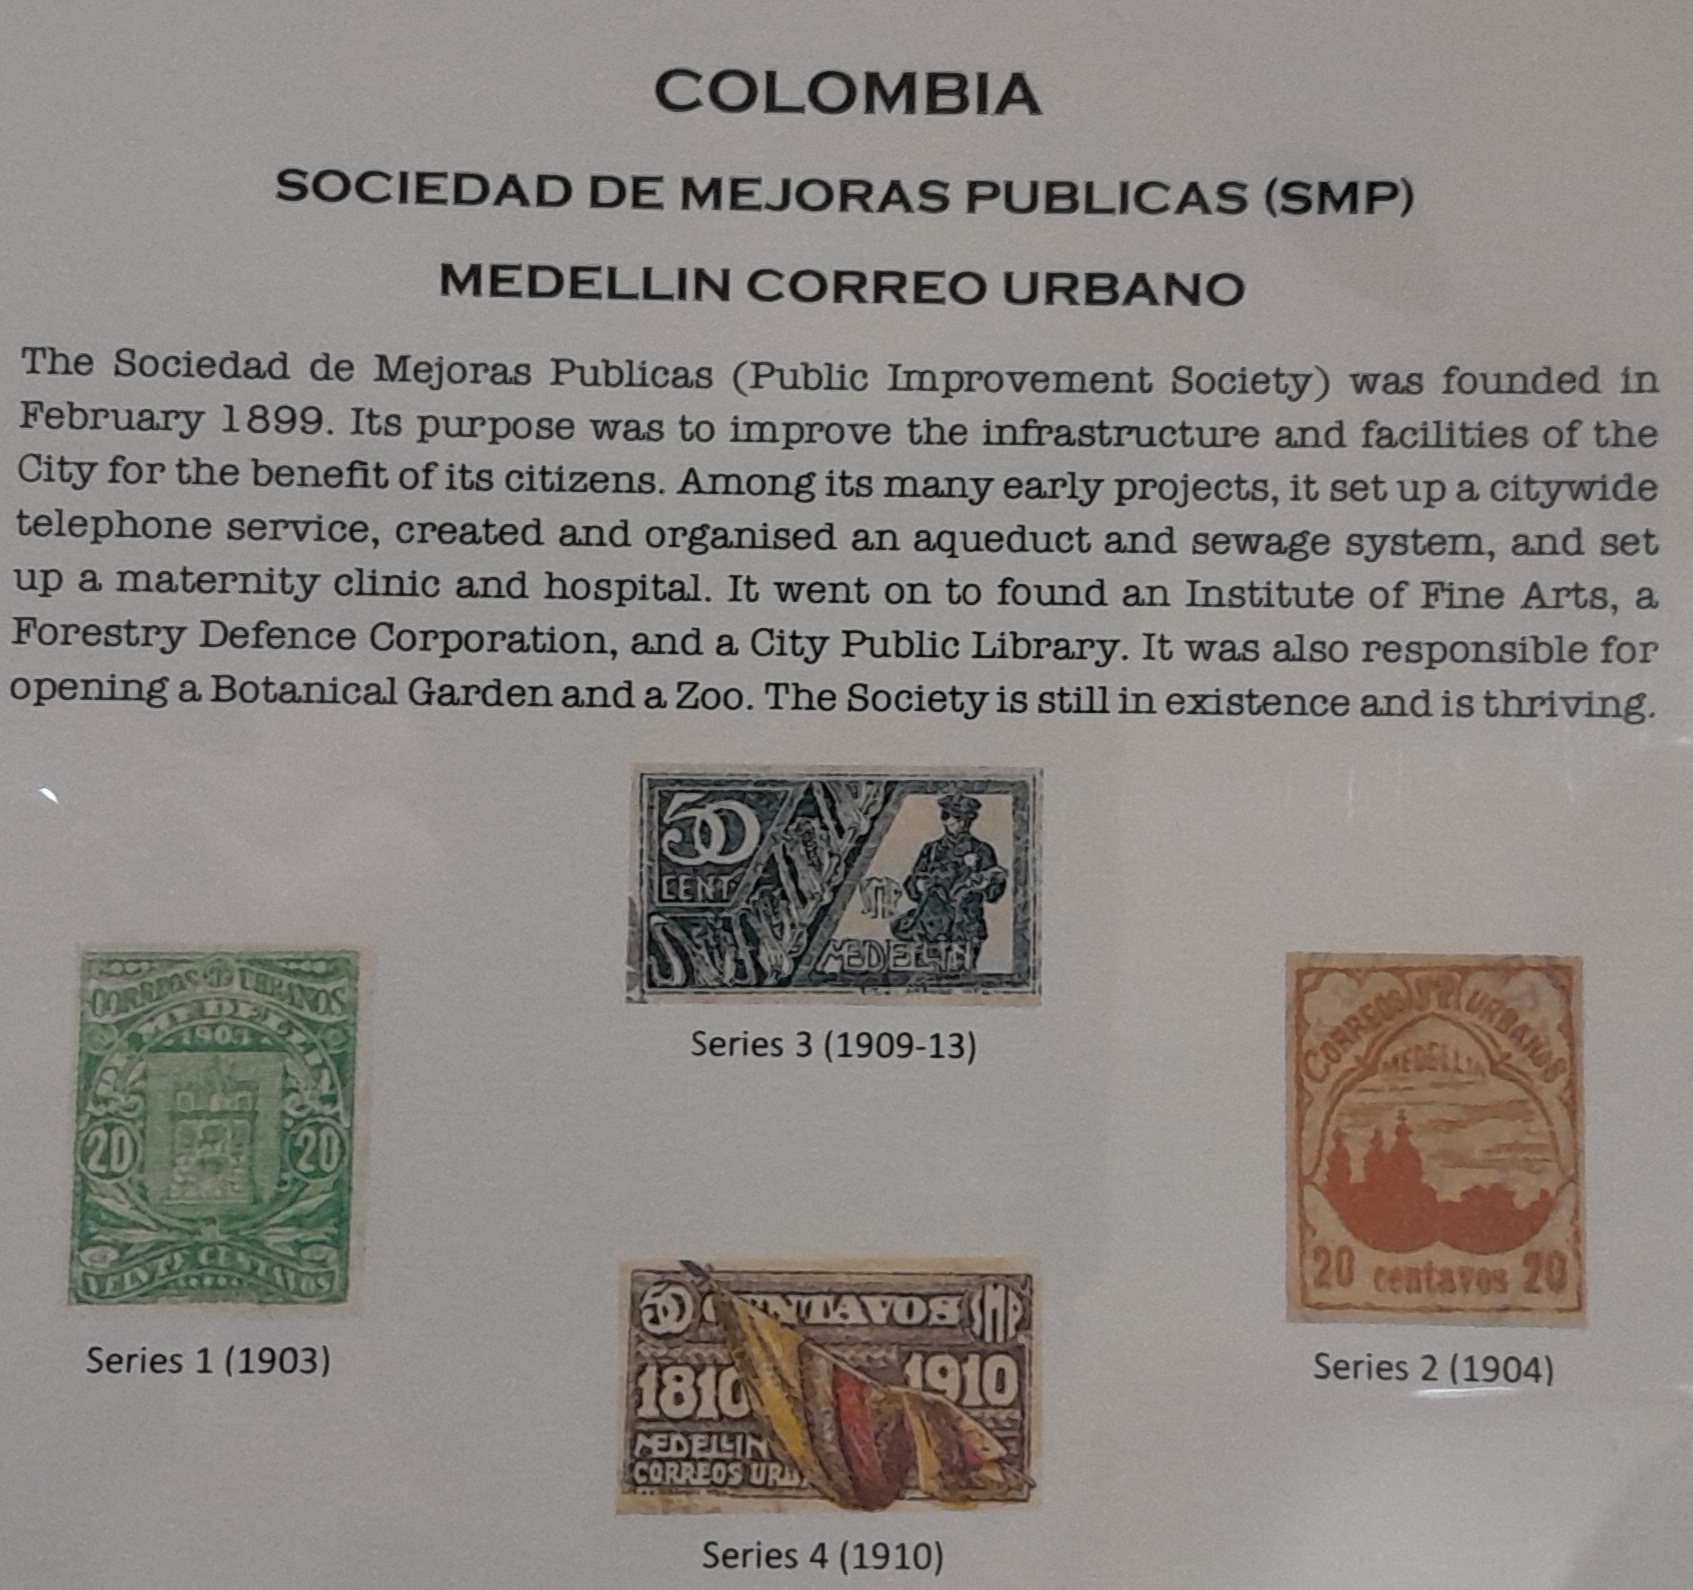 COLOMBIA
SOCIEDAD DE MEJORAS PUBLICAS (SMP)
MEDELLIN CORREO URBANO
The Sociedad de Mejoras Publicas (Public Improvement Society) was founded in
February 1899. Its purpose was to improve the infrastructure and facilities of the
City for the benefit of its citizens. Among its many early projects, it set up a citywide
telephone service, created and organised an aqueduct and sewage system, and set
up a maternity clinic and hospital. It went on to found an Institute of Fine Arts, a
Forestry Defence Corporation, and a City Public Library. It was also responsible for
opening a Botanical Garden and a Zoo. The Society is still in existence and is thriving.
50
CENT
SMP
MEDELLIN
Series 3 (1909-13)
CORREOS URBANOS
DE MEDELLIN
1903
20 20
VEINTE CENTAVOS
Series 1 (1903)
CORREOS SMP URBANOS
MEDELLIN
20 centavos 20
Series 2 (1904)
50 CENTAVOS SMP
1810 1910
MEDELLIN
CORREOS URB
Series 4 (1910)